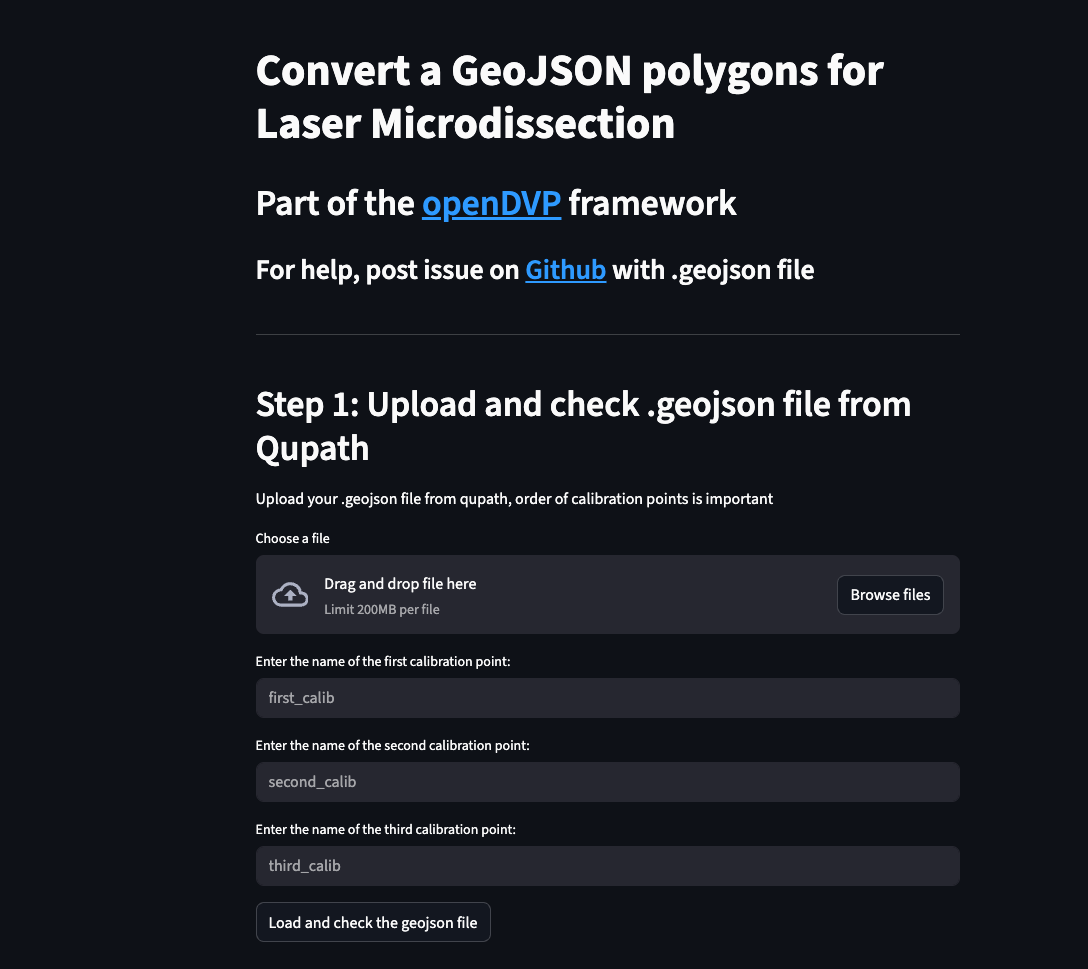 Convert a GeoJSON polygons for
Laser Microdissection
Part of the openDVP framework
For help, post issue on Github with .geojson file
Step 1: Upload and check .geojson file from
Qupath
Upload your .geojson file from qupath, order of calibration points is important
Choose a file
Drag and drop file here
Limit 200MB per file
Browse files
Enter the name of the first calibration point:
first_calib
Enter the name of the second calibration point:
second_calib
Enter the name of the third calibration point:
third_calib
Load and check the geojson file